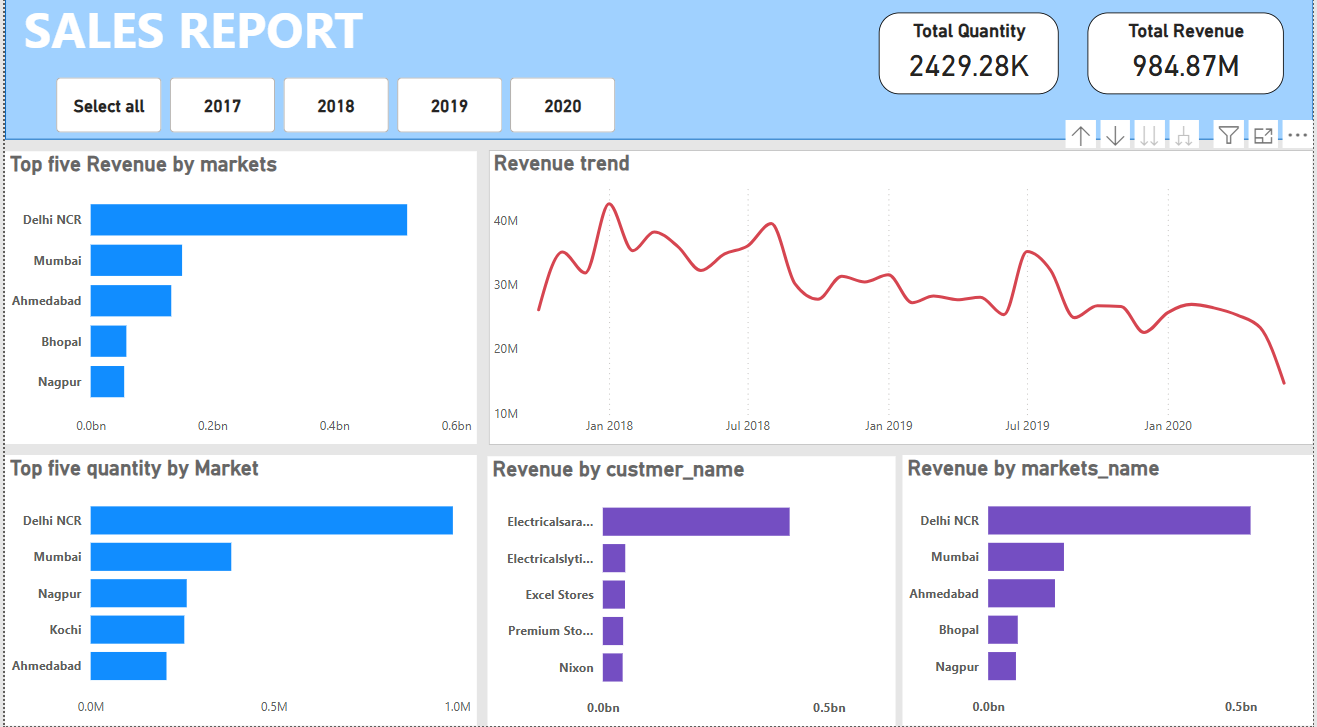 SALES REPORT
Total Quantity
2429.28K
Total Revenue
984.87M
Select all
2017
2018
2019
2020
Top five Revenue by markets
Delhi NCR
Mumbai
Ahmedabad
Bhopal
Nagpur
0.0bn 0.2bn 0.4bn 0.6bn
Revenue trend
40M
30M
20M
10M
Jan 2018 Jul 2018 Jan 2019 Jul 2019 Jan 2020
Top five quantity by Market
Delhi NCR
Mumbai
Nagpur
Kochi
Ahmedabad
0.0M 0.5M 1.0M
Revenue by custmer_name
Electricalsara...
Electricalslyti...
Excel Stores
Premium Sto...
Nixon
0.0bn 0.5bn
Revenue by markets_name
Delhi NCR
Mumbai
Ahmedabad
Bhopal
Nagpur
0.0bn 0.5bn